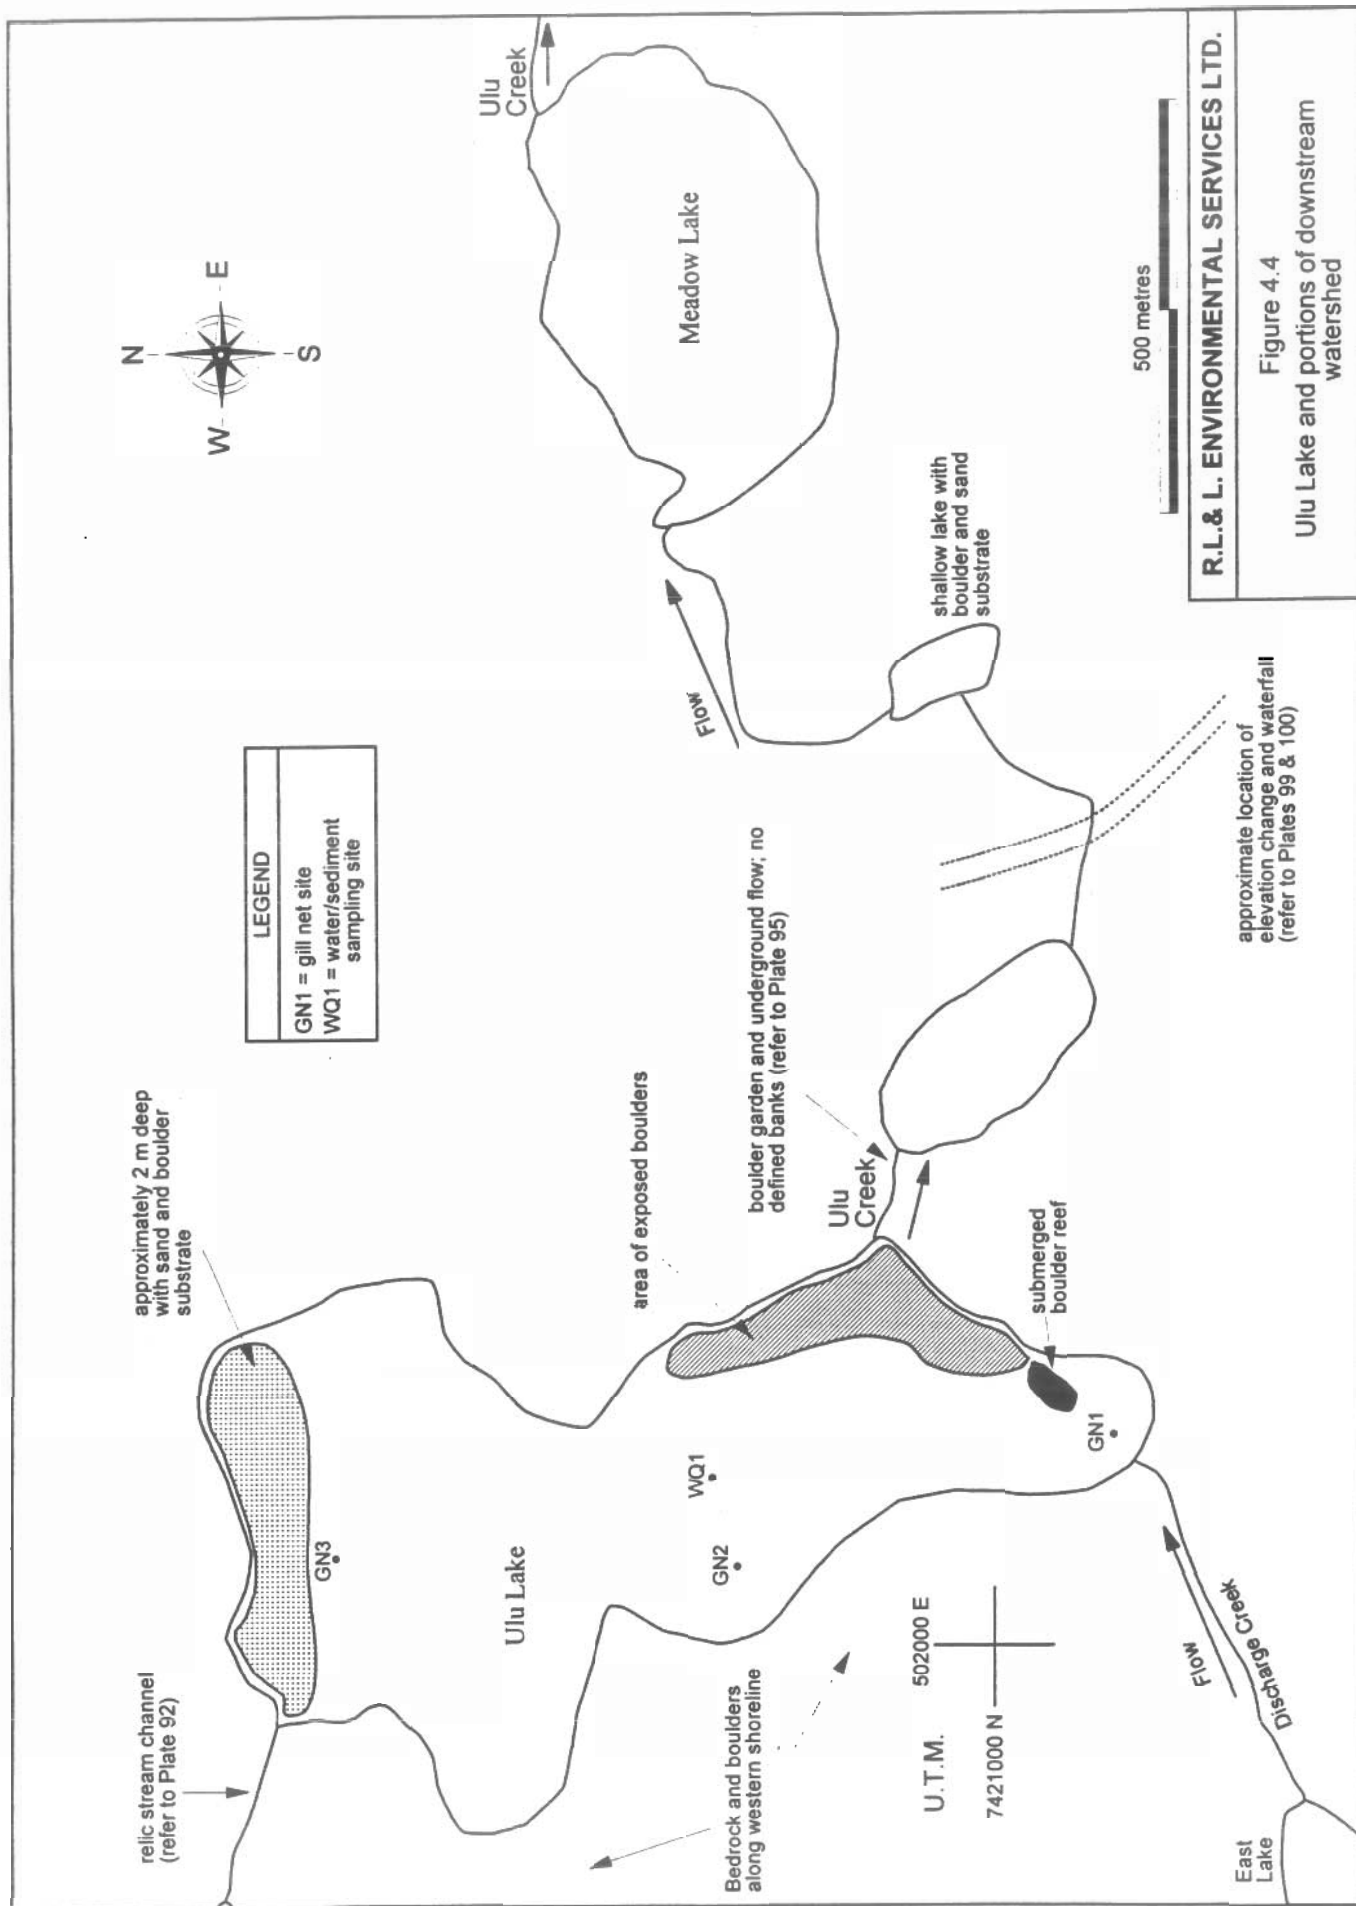 N
W
E
S
Ulu
Creek
LEGEND
GN1 = gill net site
WQ1 = water/sediment
sampling site
approximately 2 m deep
with sand and boulder
substrate
relic stream channel
(refer to Plate 92)
GN3
Ulu Lake
area of exposed boulders
WQ1
GN2
boulder garden and underground flow; no
defined banks (refer to Plate 95)
Ulu
Creek
Meadow Lake
Flow
shallow lake with
boulder and sand
substrate
Bedrock and boulders
along western shoreline
submerged
boulder reef
GN1
U.T.M.
502000 E
7421000 N
Flow
Discharge Creek
East
Lake
approximate location of
elevation change and waterfall
(refer to Plates 99 & 100)
500 metres
R.L.& L. ENVIRONMENTAL SERVICES LTD.
Figure 4.4
Ulu Lake and portions of downstream
watershed